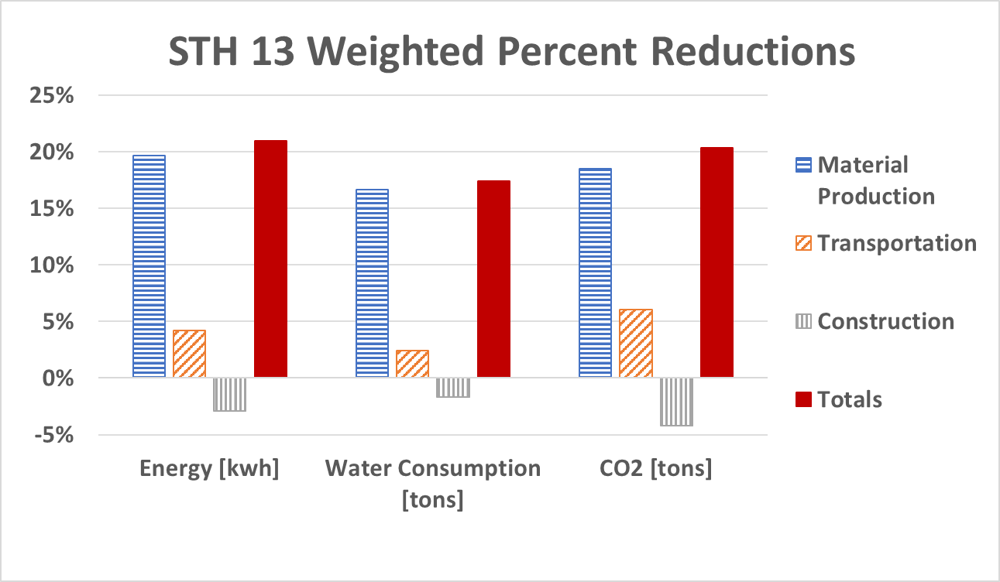 STH 13 Weighted Percent Reductions
25%
20%
15%
10%
5%
0%
-5%
Energy [kwh]
Water Consumption
[tons]
CO2 [tons]
Material
Production
Transportation
Construction
Totals